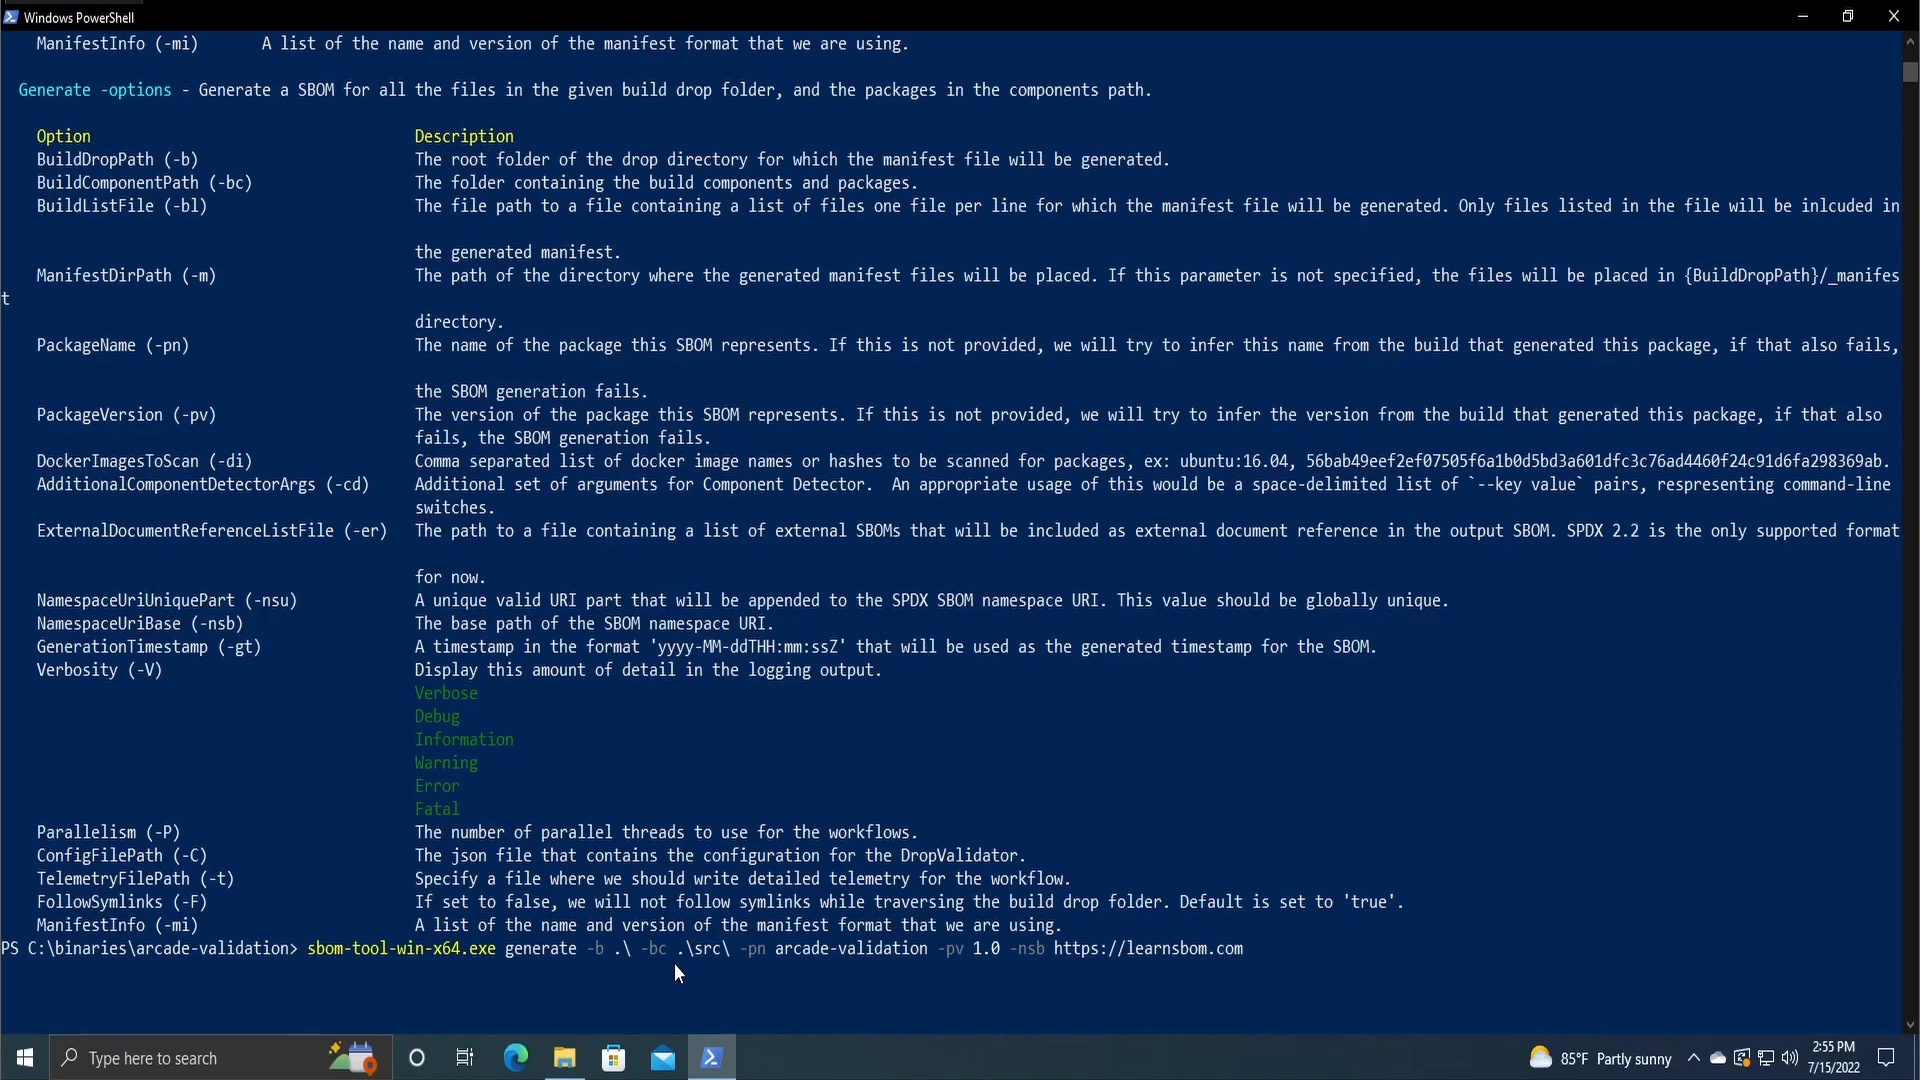 Windows PowerShell
ManifestInfo (-mi) A list of the name and version of the manifest format that we are using.
Generate -options - Generate a SBOM for all the files in the given build drop folder, and the packages in the components path.
Option Description
BuildDropPath (-b) The root folder of the drop directory for which the manifest file will be generated.
BuildComponentPath (-bc) The folder containing the build components and packages.
BuildListFile (-bl) The file path to a file containing a list of files one file per line for which the manifest file will be generated. Only files listed in the file will be inlcuded in
the generated manifest.
ManifestDirPath (-m) The path of the directory where the generated manifest files will be placed. If this parameter is not specified, the files will be placed in {BuildDropPath}/_manifes
t
directory.
PackageName (-pn) The name of the package this SBOM represents. If this is not provided, we will try to infer this name from the build that generated this package, if that also fails,
the SBOM generation fails.
PackageVersion (-pv) The version of the package this SBOM represents. If this is not provided, we will try to infer the version from the build that generated this package, if that also
fails, the SBOM generation fails.
DockerImagesToScan (-di) Comma separated list of docker image names or hashes to be scanned for packages, ex: ubuntu:16.04, 56bab49eef2ef07505f6a1b0d5bd3a601dfc3c76ad4460f24c91d6fa298369ab.
AdditionalComponentDetectorArgs (-cd) Additional set of arguments for Component Detector.  An appropriate usage of this would be a space-delimited list of `--key value` pairs, respresenting command-line
switches.
ExternalDocumentReferenceListFile (-er) The path to a file containing a list of external SBOMs that will be included as external document reference in the output SBOM. SPDX 2.2 is the only supported format
for now.
NamespaceUriUniquePart (-nsu) A unique valid URI part that will be appended to the SPDX SBOM namespace URI. This value should be globally unique.
NamespaceUriBase (-nsb) The base path of the SBOM namespace URI.
GenerationTimestamp (-gt) A timestamp in the format 'yyyy-MM-ddTHH:mm:ssZ' that will be used as the generated timestamp for the SBOM.
Verbosity (-V) Display this amount of detail in the logging output.
Verbose
Debug
Information
Warning
Error
Fatal
Parallelism (-P) The number of parallel threads to use for the workflows.
ConfigFilePath (-C) The json file that contains the configuration for the DropValidator.
TelemetryFilePath (-t) Specify a file where we should write detailed telemetry for the workflow.
FollowSymlinks (-F) If set to false, we will not follow symlinks while traversing the build drop folder. Default is set to 'true'.
ManifestInfo (-mi) A list of the name and version of the manifest format that we are using.
PS C:\binaries\arcade-validation> sbom-tool-win-x64.exe generate -b .\ -bc .\src\ -pn arcade-validation -pv 1.0 -nsb https://learnsbom.com
Type here to search
85°F Partly sunny
2:55 PM
7/15/2022